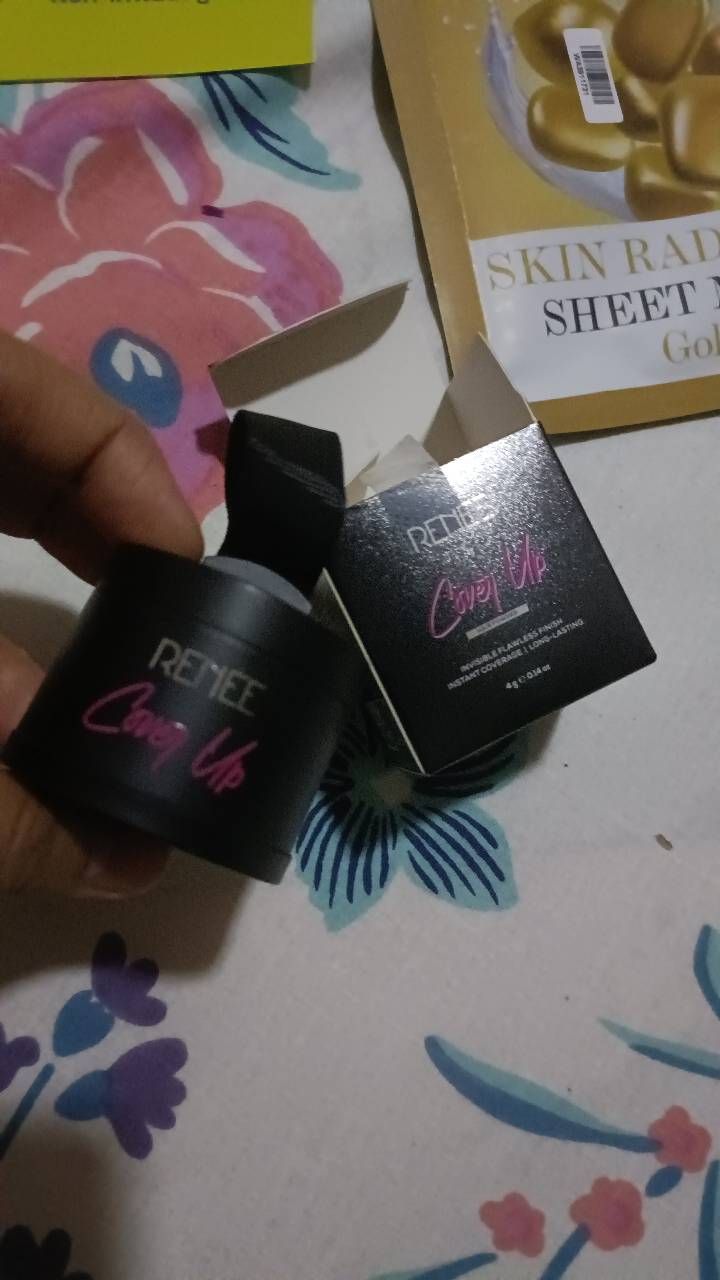 SKIN RAD
SHEET
Gol
RENEE
Cover Up
INVISIBLE FLAWLESS FINISH
INSTANT COVERAGE | LONG-LASTING
4 g ℮ 0.14 oz
RENEE
Cover Up